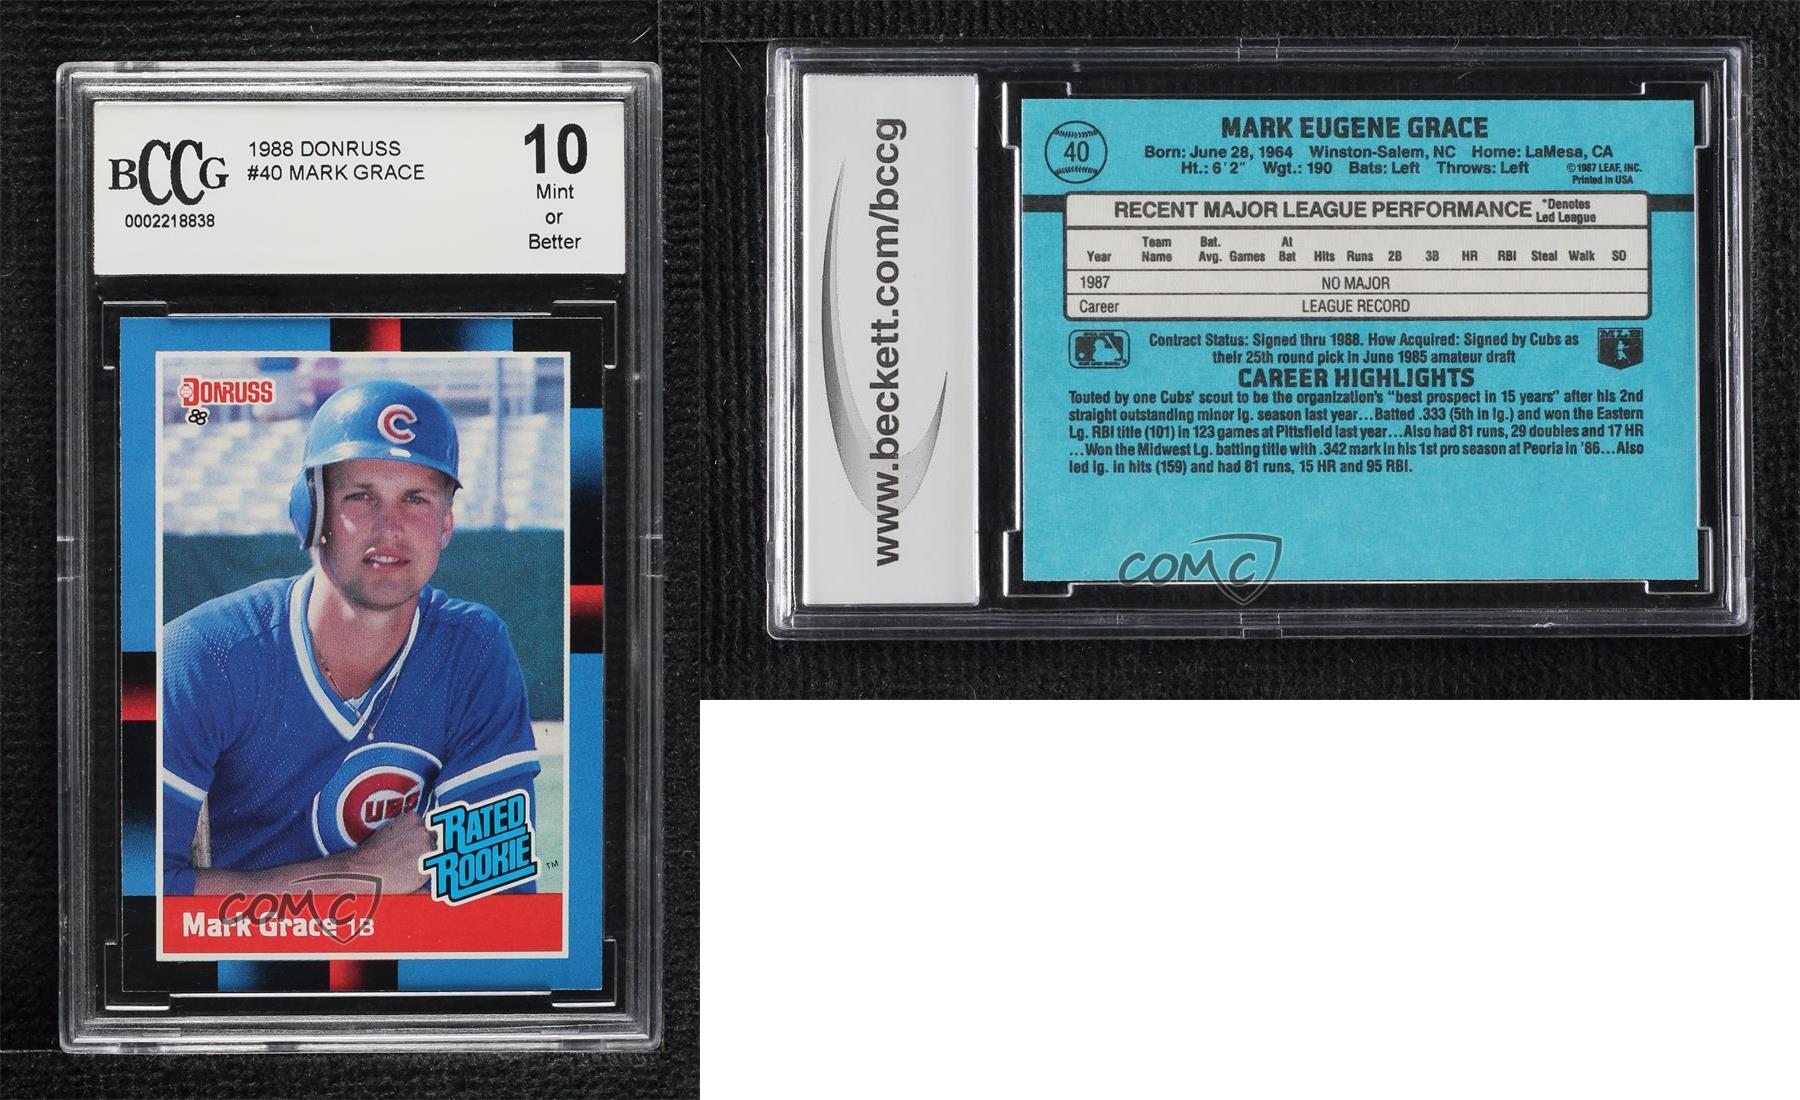 BCCG
0002218838
1988 DONRUSS
#40 MARK GRACE
10
Mint
or
Better
DONRUSS
88
C
CUBS
RATED
ROOKIE
™
Mark Grace 1B
COMC
www.beckett.com/bccg
40
MARK EUGENE GRACE
Born: June 28, 1964 Winston-Salem, NC Home: LaMesa, CA
Ht.: 6'2" Wgt.: 190 Bats: Left Throws: Left
©1987 LEAF, INC.
Printed in USA
RECENT MAJOR LEAGUE PERFORMANCE *Denotes Led League
Year Team Name Bat. Avg. Games At Bat Hits Runs 2B 3B HR RBI Steal Walk SO
1987 NO MAJOR
Career LEAGUE RECORD
Contract Status: Signed thru 1988. How Acquired: Signed by Cubs as
their 25th round pick in June 1985 amateur draft
MLB
CAREER HIGHLIGHTS
Touted by one Cubs' scout to be the organization's "best prospect in 15 years" after his 2nd
straight outstanding minor lg. season last year...Batted .333 (5th in lg.) and won the Eastern
Lg. RBI title (101) in 123 games at Pittsfield last year...Also had 81 runs, 29 doubles and 17 HR
...Won the Midwest Lg. batting title with .342 mark in his 1st pro season at Peoria in '86...Also
led lg. in hits (159) and had 81 runs, 15 HR and 95 RBI.
COMC